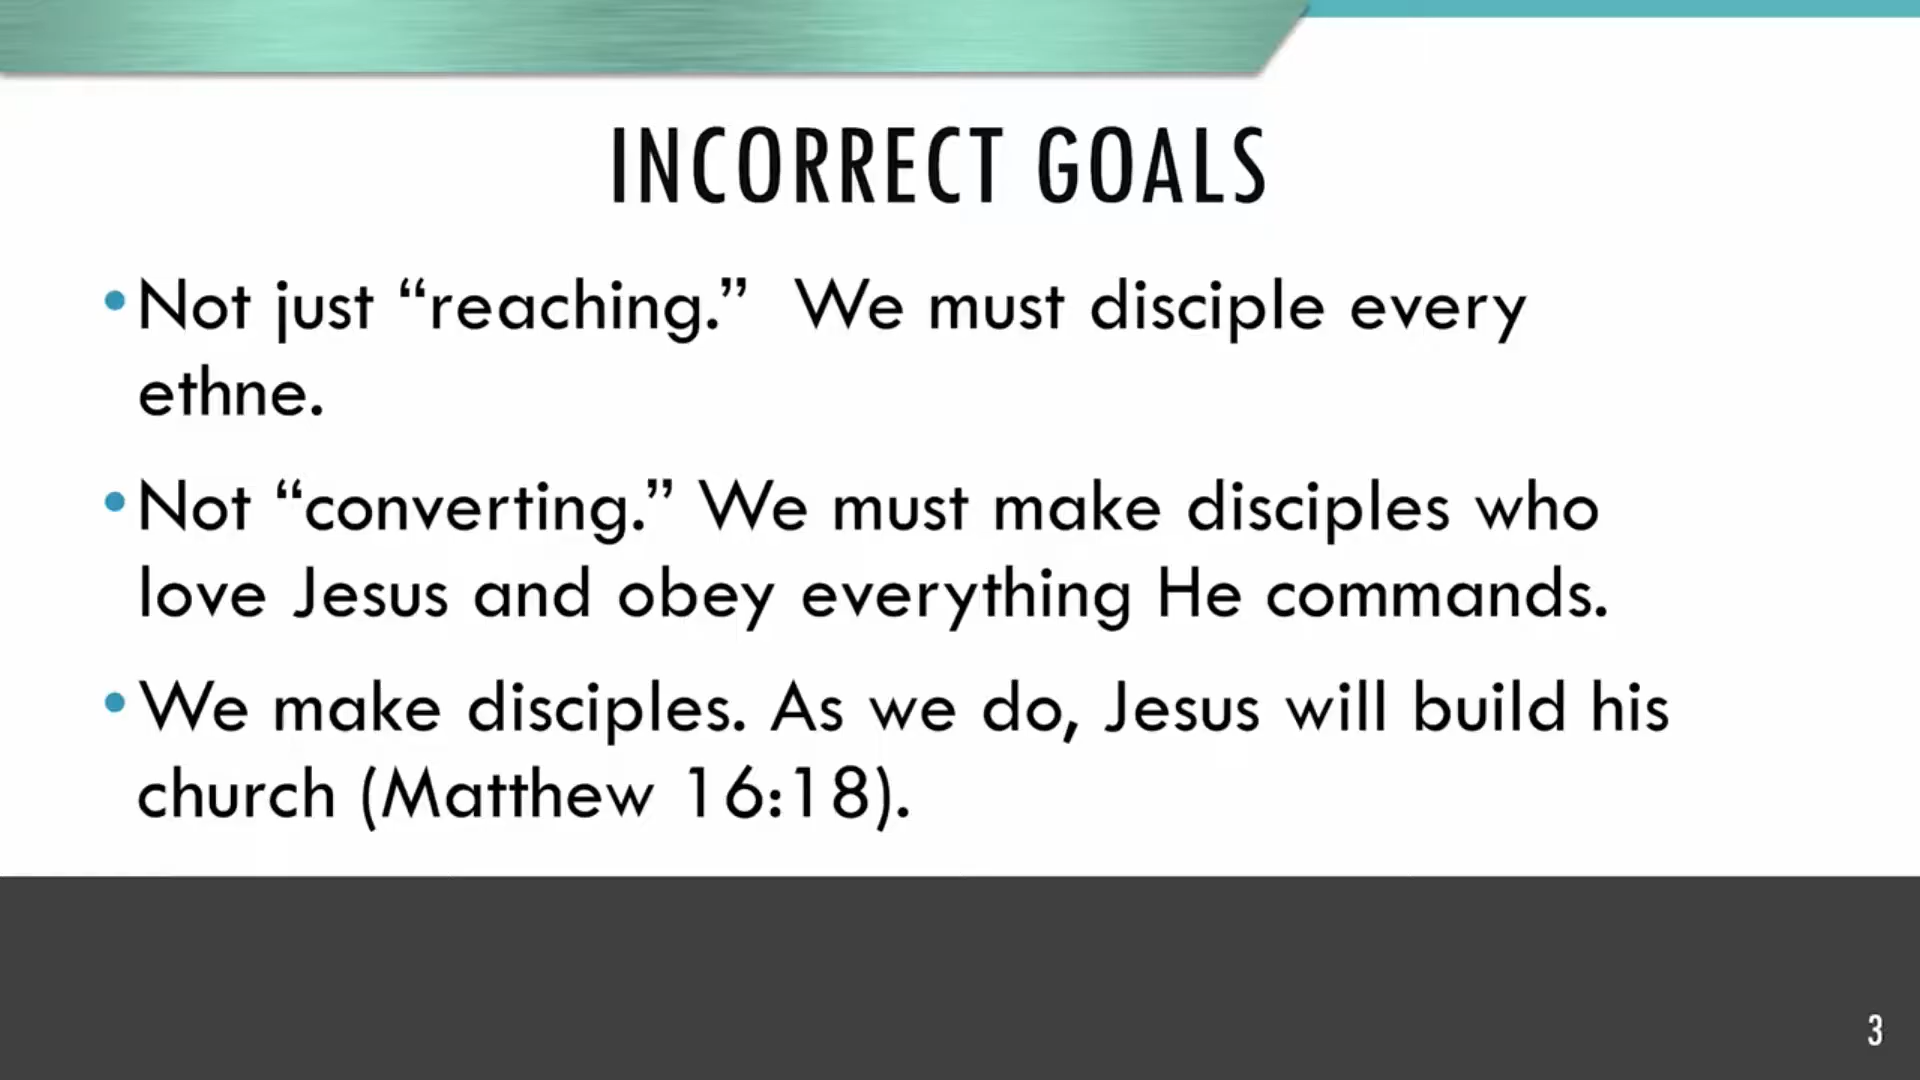 INCORRECT GOALS
•Not just “reaching.”  We must disciple every
ethne.
•Not “converting.” We must make disciples who
love Jesus and obey everything He commands.
•We make disciples. As we do, Jesus will build his
church (Matthew 16:18).
3